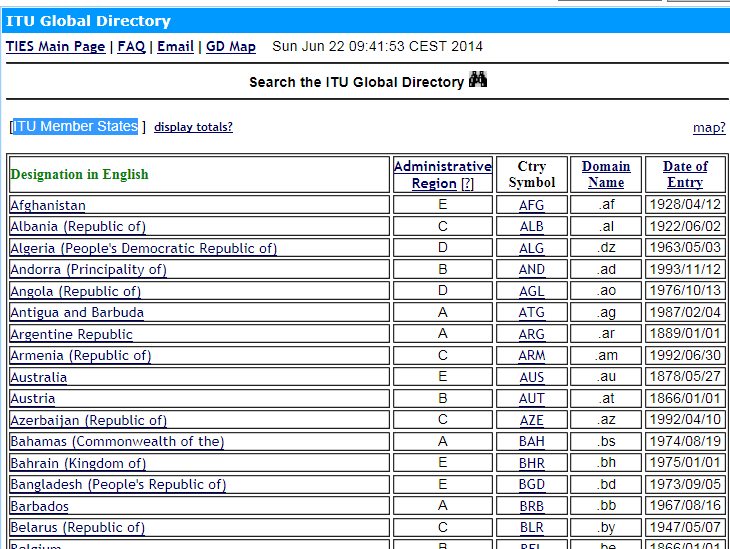 ITU Global Directory
TIES Main Page | FAQ | Email | GD Map Sun Jun 22 09:41:53 CEST 2014
Search the ITU Global Directory
[ITU Member States ] display totals? map?
Designation in English Administrative Region [?] Ctry Symbol Domain Name Date of Entry
Afghanistan E AFG .af 1928/04/12
Albania (Republic of) C ALB .al 1922/06/02
Algeria (People's Democratic Republic of) D ALG .dz 1963/05/03
Andorra (Principality of) B AND .ad 1993/11/12
Angola (Republic of) D AGL .ao 1976/10/13
Antigua and Barbuda A ATG .ag 1987/02/04
Argentine Republic A ARG .ar 1889/01/01
Armenia (Republic of) C ARM .am 1992/06/30
Australia E AUS .au 1878/05/27
Austria B AUT .at 1866/01/01
Azerbaijan (Republic of) C AZE .az 1992/04/10
Bahamas (Commonwealth of the) A BAH .bs 1974/08/19
Bahrain (Kingdom of) E BHR .bh 1975/01/01
Bangladesh (People's Republic of) E BGD .bd 1973/09/05
Barbados A BRB .bb 1967/08/16
Belarus (Republic of) C BLR .by 1947/05/07
Belgium B BEL .be 1866/01/01